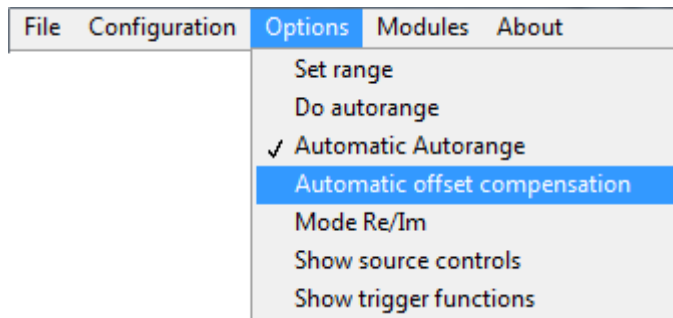 File Configuration Options Modules About
Set range
Do autorange
✓ Automatic Autorange
Automatic offset compensation
Mode Re/Im
Show source controls
Show trigger functions